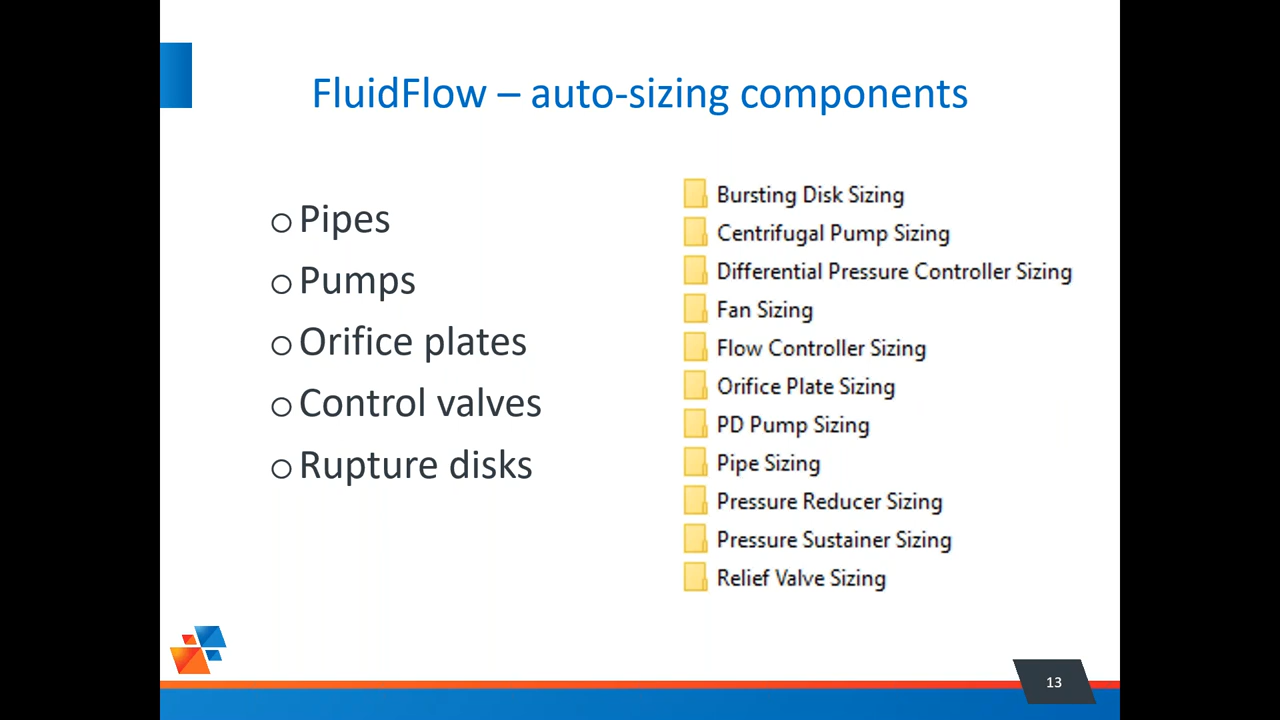 FluidFlow – auto-sizing components
Pipes
Pumps
Orifice plates
Control valves
Rupture disks
Bursting Disk Sizing
Centrifugal Pump Sizing
Differential Pressure Controller Sizing
Fan Sizing
Flow Controller Sizing
Orifice Plate Sizing
PD Pump Sizing
Pipe Sizing
Pressure Reducer Sizing
Pressure Sustainer Sizing
Relief Valve Sizing
13